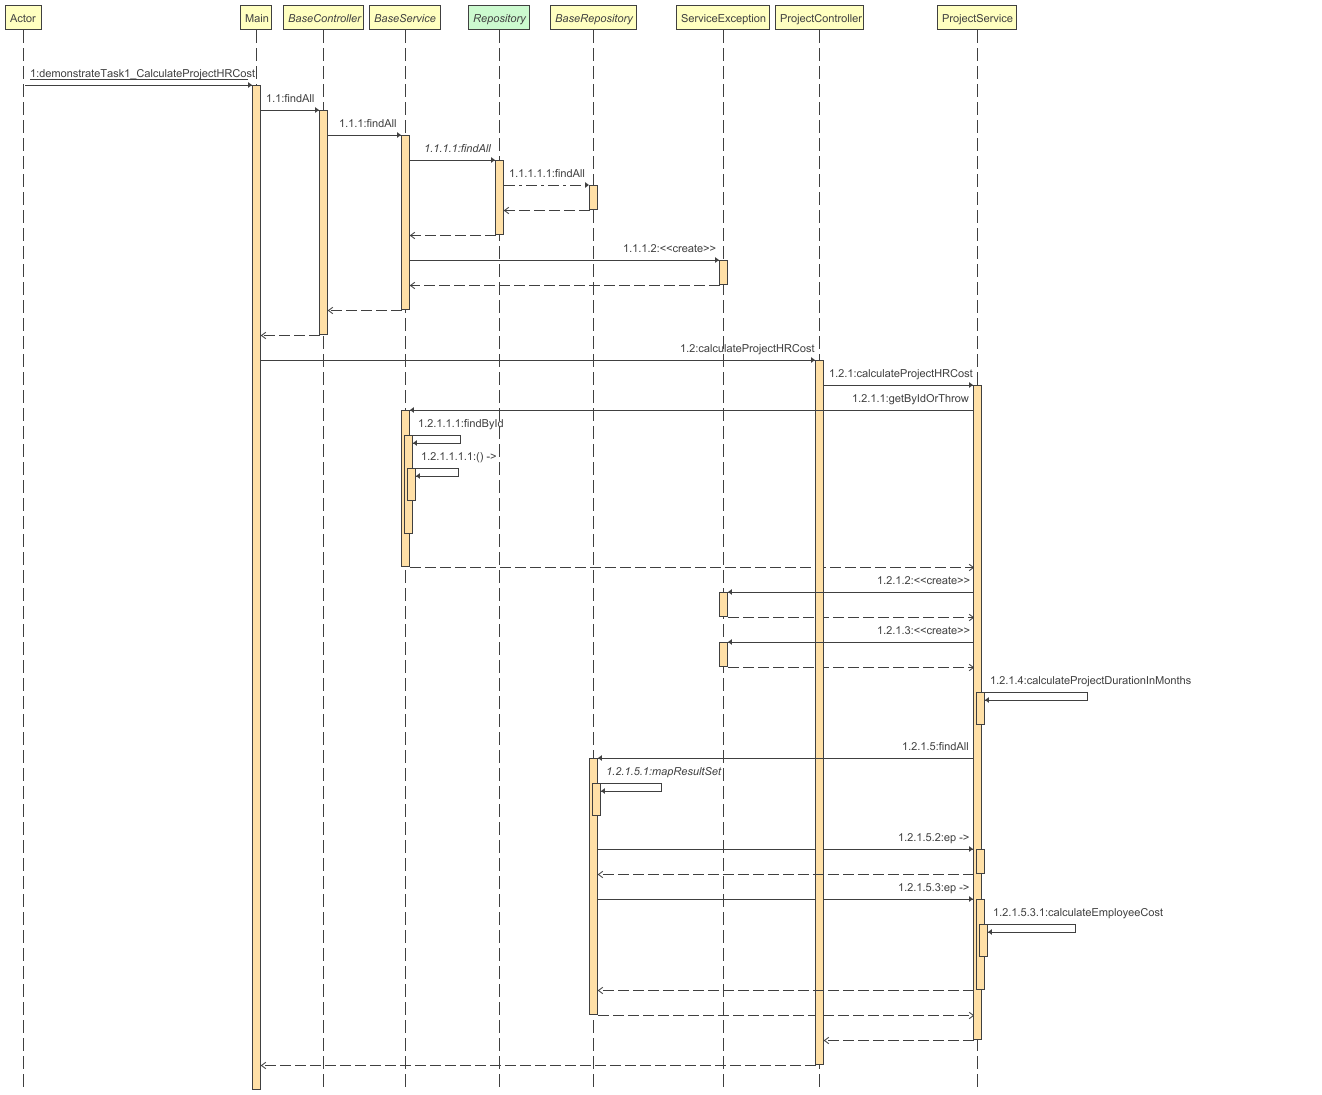 Actor
Main
BaseController
BaseService
Repository
BaseRepository
ServiceException
ProjectController
ProjectService
1:demonstrateTask1_CalculateProjectHRCost
1.1:findAll
1.1.1:findAll
1.1.1.1:findAll
1.1.1.1.1:findAll
1.1.1.2:<<create>>
1.2:calculateProjectHRCost
1.2.1:calculateProjectHRCost
1.2.1.1:getByIdOrThrow
1.2.1.1.1:findById
1.2.1.1.1.1:() ->
1.2.1.2:<<create>>
1.2.1.3:<<create>>
1.2.1.4:calculateProjectDurationInMonths
1.2.1.5:findAll
1.2.1.5.1:mapResultSet
1.2.1.5.2:ep ->
1.2.1.5.3:ep ->
1.2.1.5.3.1:calculateEmployeeCost